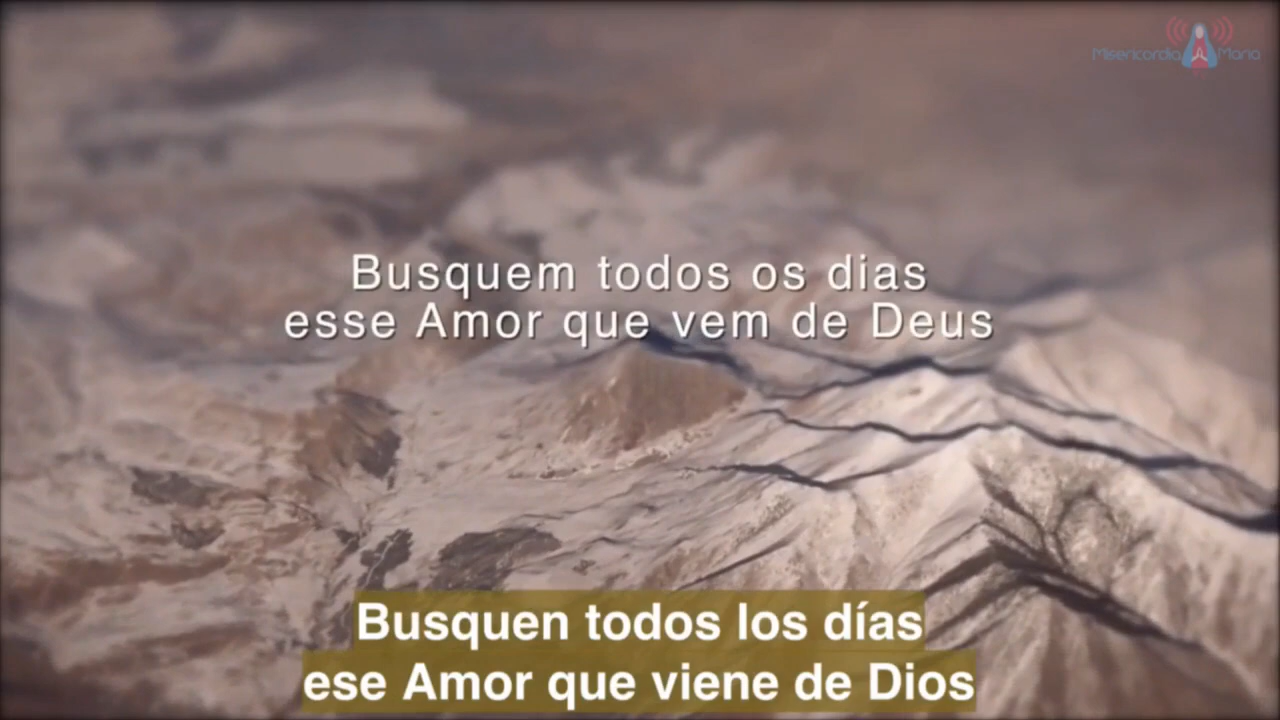 Misericordia Maria
Busquem todos os dias
esse Amor que vem de Deus
Busquen todos los días
ese Amor que viene de Dios